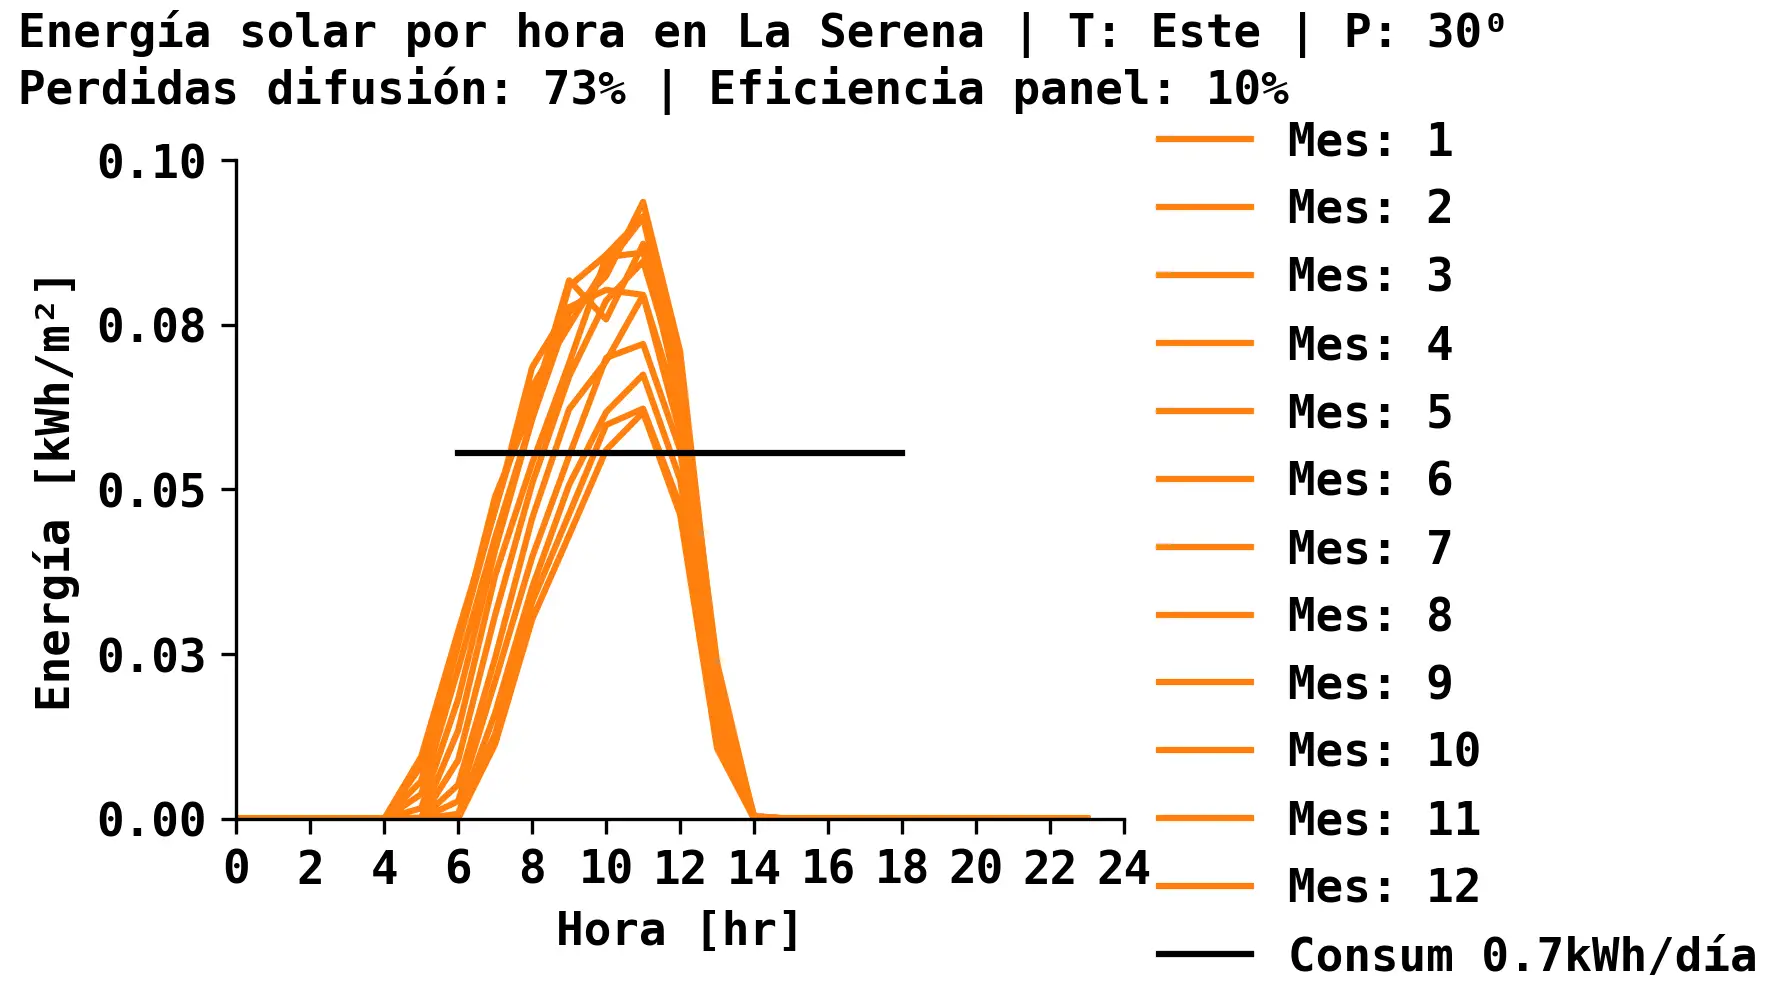 Energía solar por hora en La Serena | T: Este | P: 30⁰
Perdidas difusión: 73% | Eficiencia panel: 10%
Energía [kWh/m²]
0.10
0.08
0.05
0.03
0.00
0 2 4 6 8 10 12 14 16 18 20 22 24
Hora [hr]
Mes: 1
Mes: 2
Mes: 3
Mes: 4
Mes: 5
Mes: 6
Mes: 7
Mes: 8
Mes: 9
Mes: 10
Mes: 11
Mes: 12
Consum 0.7kWh/día